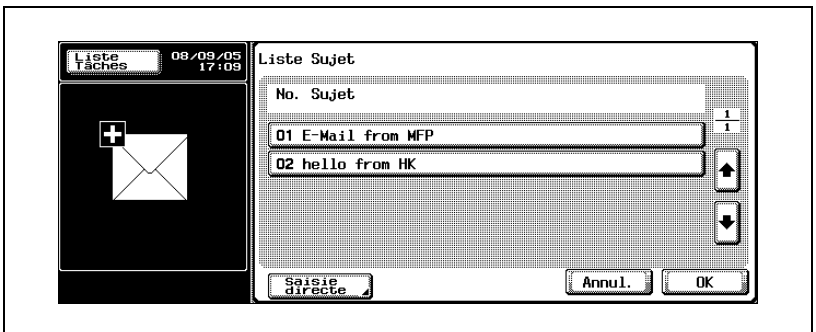 Liste
Tâches
08/09/05
17:09
Liste Sujet
No. Sujet
01 E-Mail from MFP
02 hello from HK
1
1
Saisie
directe
Annul.
OK